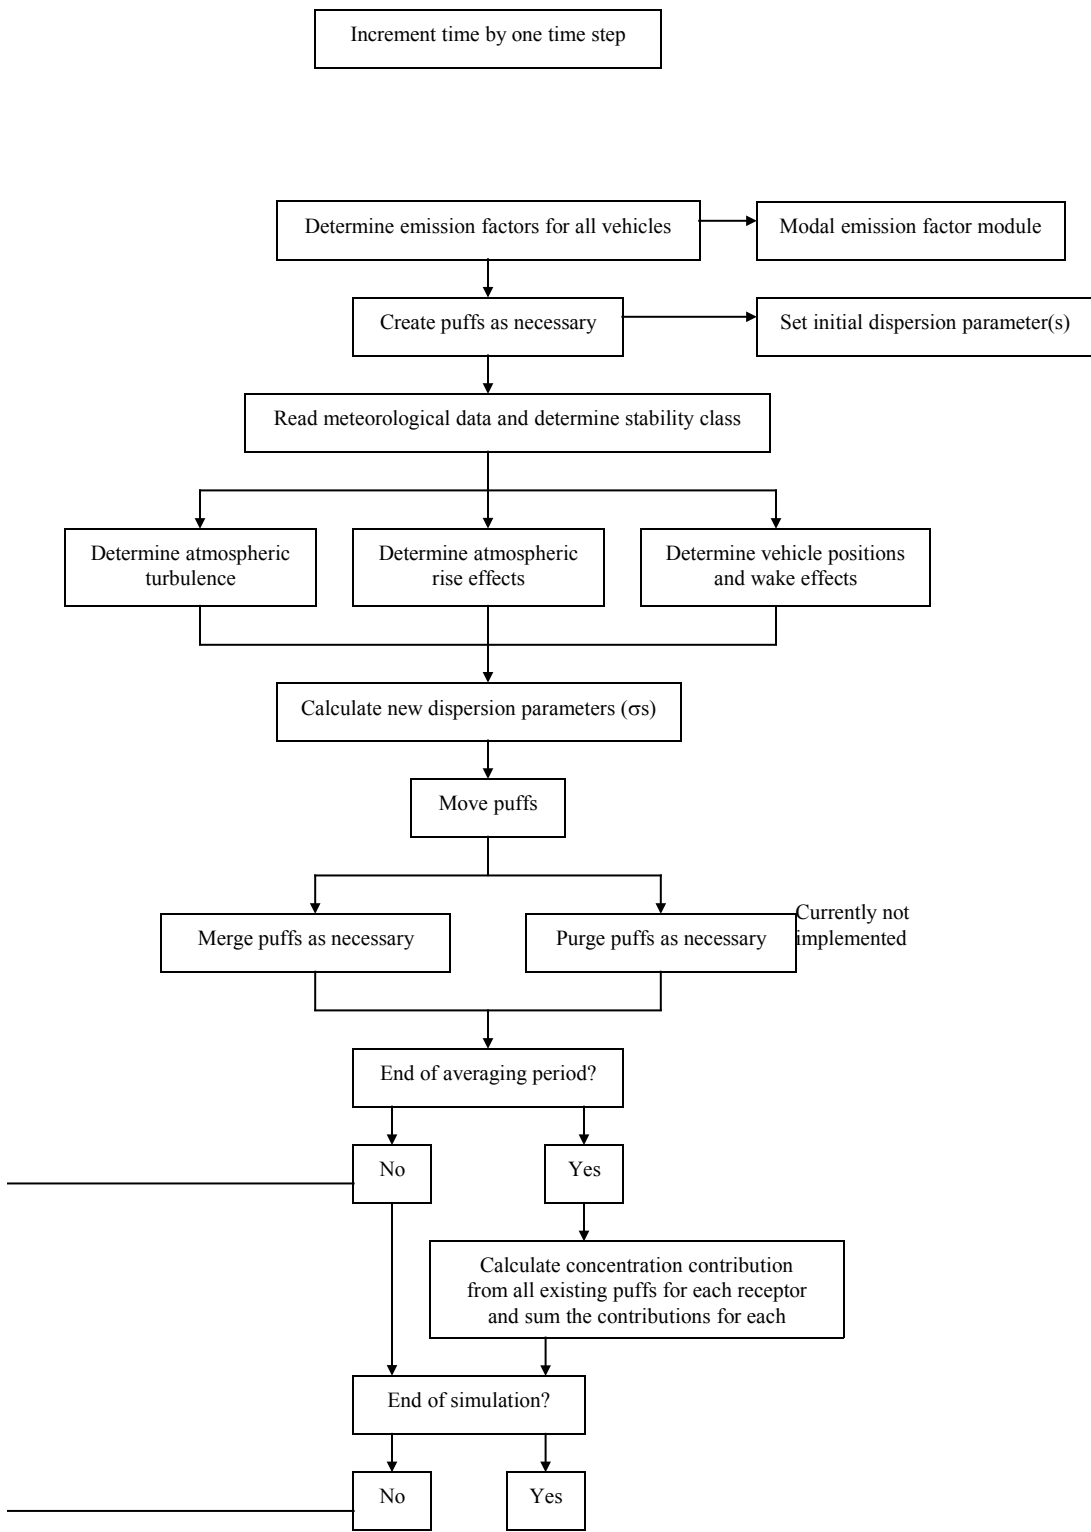 Increment time by one time step
Determine emission factors for all vehicles
Modal emission factor module
Create puffs as necessary
Set initial dispersion parameter(s)
Read meteorological data and determine stability class
Determine atmospheric
turbulence
Determine atmospheric
rise effects
Determine vehicle positions
and wake effects
Calculate new dispersion parameters (σs)
Move puffs
Merge puffs as necessary
Purge puffs as necessary
Currently not
implemented
End of averaging period?
No
Yes
Calculate concentration contribution
from all existing puffs for each receptor
and sum the contributions for each
End of simulation?
No
Yes